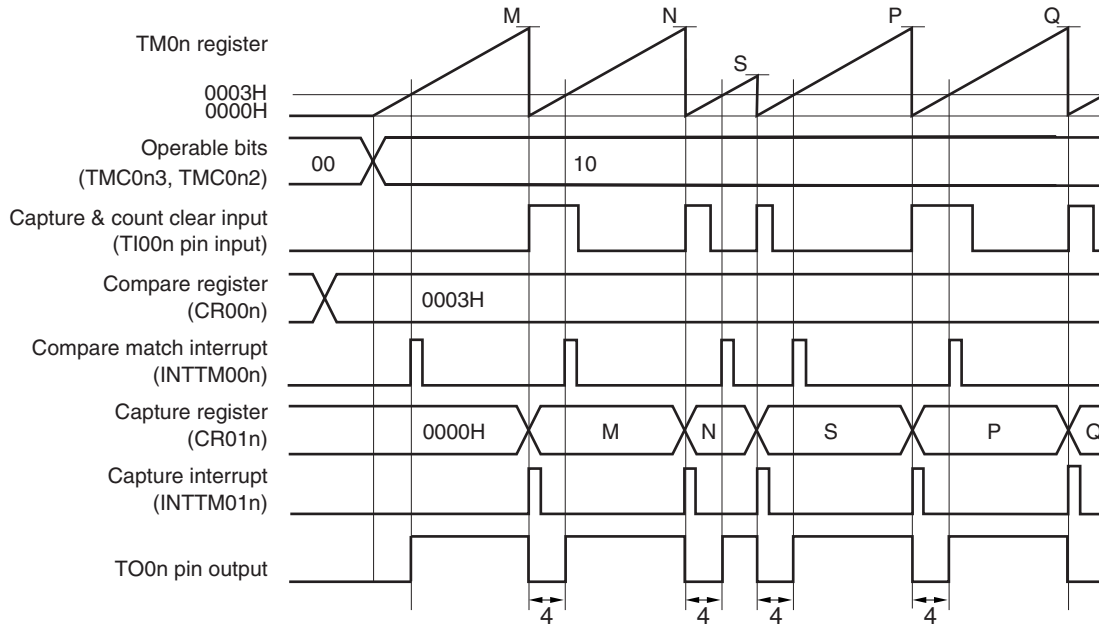 M N P Q
TM0n register
S
0003H
0000H
Operable bits
(TMC0n3, TMC0n2)
00 10
Capture & count clear input
(TI00n pin input)
Compare register
(CR00n)
0003H
Compare match interrupt
(INTTM00n)
Capture register
(CR01n)
0000H M N S P Q
Capture interrupt
(INTTM01n)
TO0n pin output
4 4 4 4